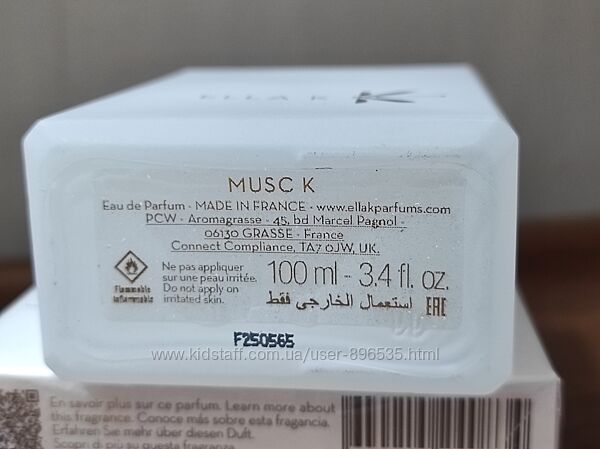 ELLA K K
MUSC K
Eau de Parfum • MADE IN FRANCE • www.ellakparfums.com
PCW - Aromagrasse - 45, bd Marcel Pagnol -
06130 GRASSE - France
Connect Compliance, TA7 0JW, UK.
Flammable
Inflammable
Ne pas appliquer
sur une peau irritée.
Do not apply on
irritated skin.
100 ml - 3.4 fl. oz.
استعمال الخارجي فقط
EAC
F250565
www.kidstaff.com.ua/user-896535.html
En savoir plus sur ce parfum. Learn more about
this fragrance. Conoce más sobre esta fragancia.
Erfahren Sie mehr über diesen Duft.
Scopri di più su questa fragranza.